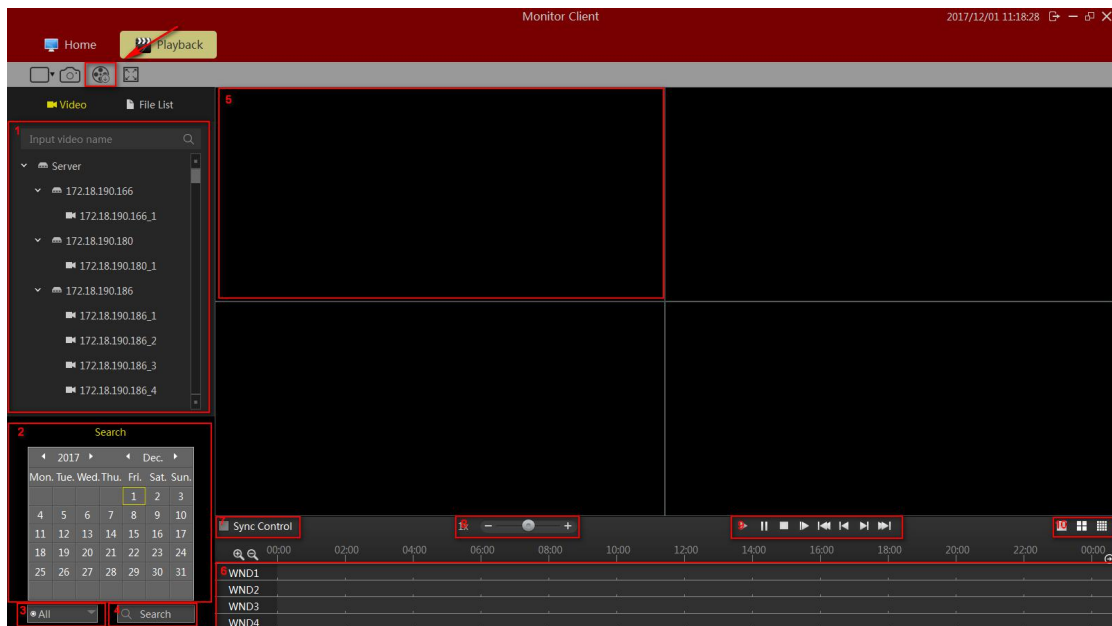 Monitor Client
2017/12/01 11:18:28
Home
Playback
Video
File List
5
1
Input video name
Server
172.18.190.166
172.18.190.166_1
172.18.190.180
172.18.190.180_1
172.18.190.186
172.18.190.186_1
172.18.190.186_2
172.18.190.186_3
172.18.190.186_4
2
Search
2017 Dec.
Mon. Tue. Wed. Thu. Fri. Sat. Sun.
1 2 3
4 5 6 7 8 9 10
11 12 13 14 15 16 17
18 19 20 21 22 23 24
25 26 27 28 29 30 31
3
All
4
Search
Sync Control
1x
00:00 02:00 04:00 06:00 08:00 10:00 12:00 14:00 16:00 18:00 20:00 22:00 00:00
6
WND1
WND2
WND3
WND4